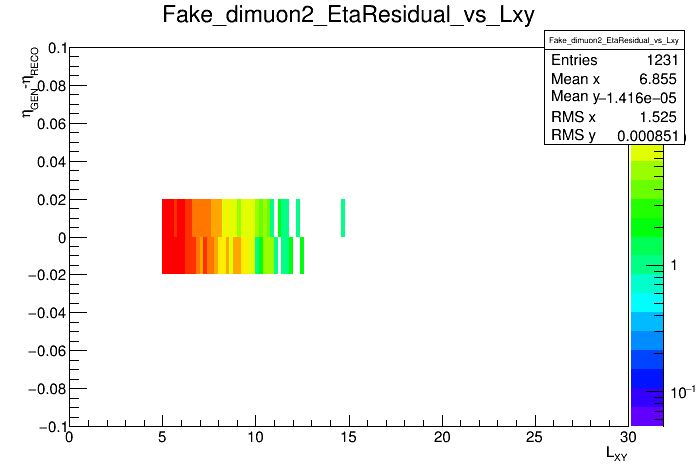 Fake_dimuon2_EtaResidual_vs_Lxy
Fake_dimuon2_EtaResidual_vs_Lxy
Entries 1231
Mean x 6.855
Mean y −1.416e−05
RMS x 1.525
RMS y 0.000851
ηGEN-ηRECO
0.1
0.08
0.06
0.04
0.02
0
−0.02
−0.04
−0.06
−0.08
−0.1
0 5 10 15 20 25 30
LXY
1
10−1